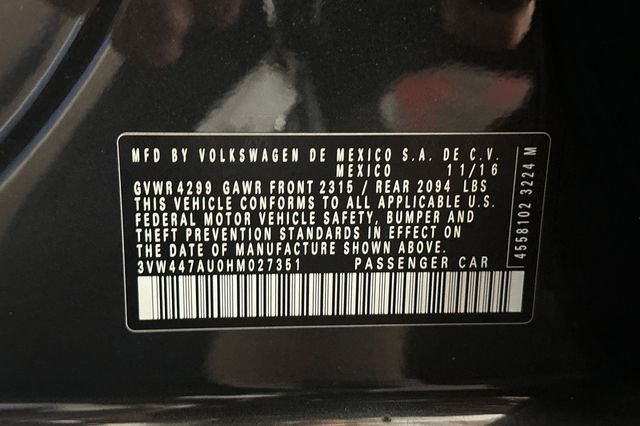 MFD BY VOLKSWAGEN DE MEXICO S.A. DE C.V.
MEXICO 11/16
GVWR 4299 GAWR FRONT 2315 / REAR 2094 LBS
THIS VEHICLE CONFORMS TO ALL APPLICABLE U.S.
FEDERAL MOTOR VEHICLE SAFETY, BUMPER AND
THEFT PREVENTION STANDARDS IN EFFECT ON
THE DATE OF MANUFACTURE SHOWN ABOVE.
3VW447AU0HM027351 PASSENGER CAR
4558102 3224 M